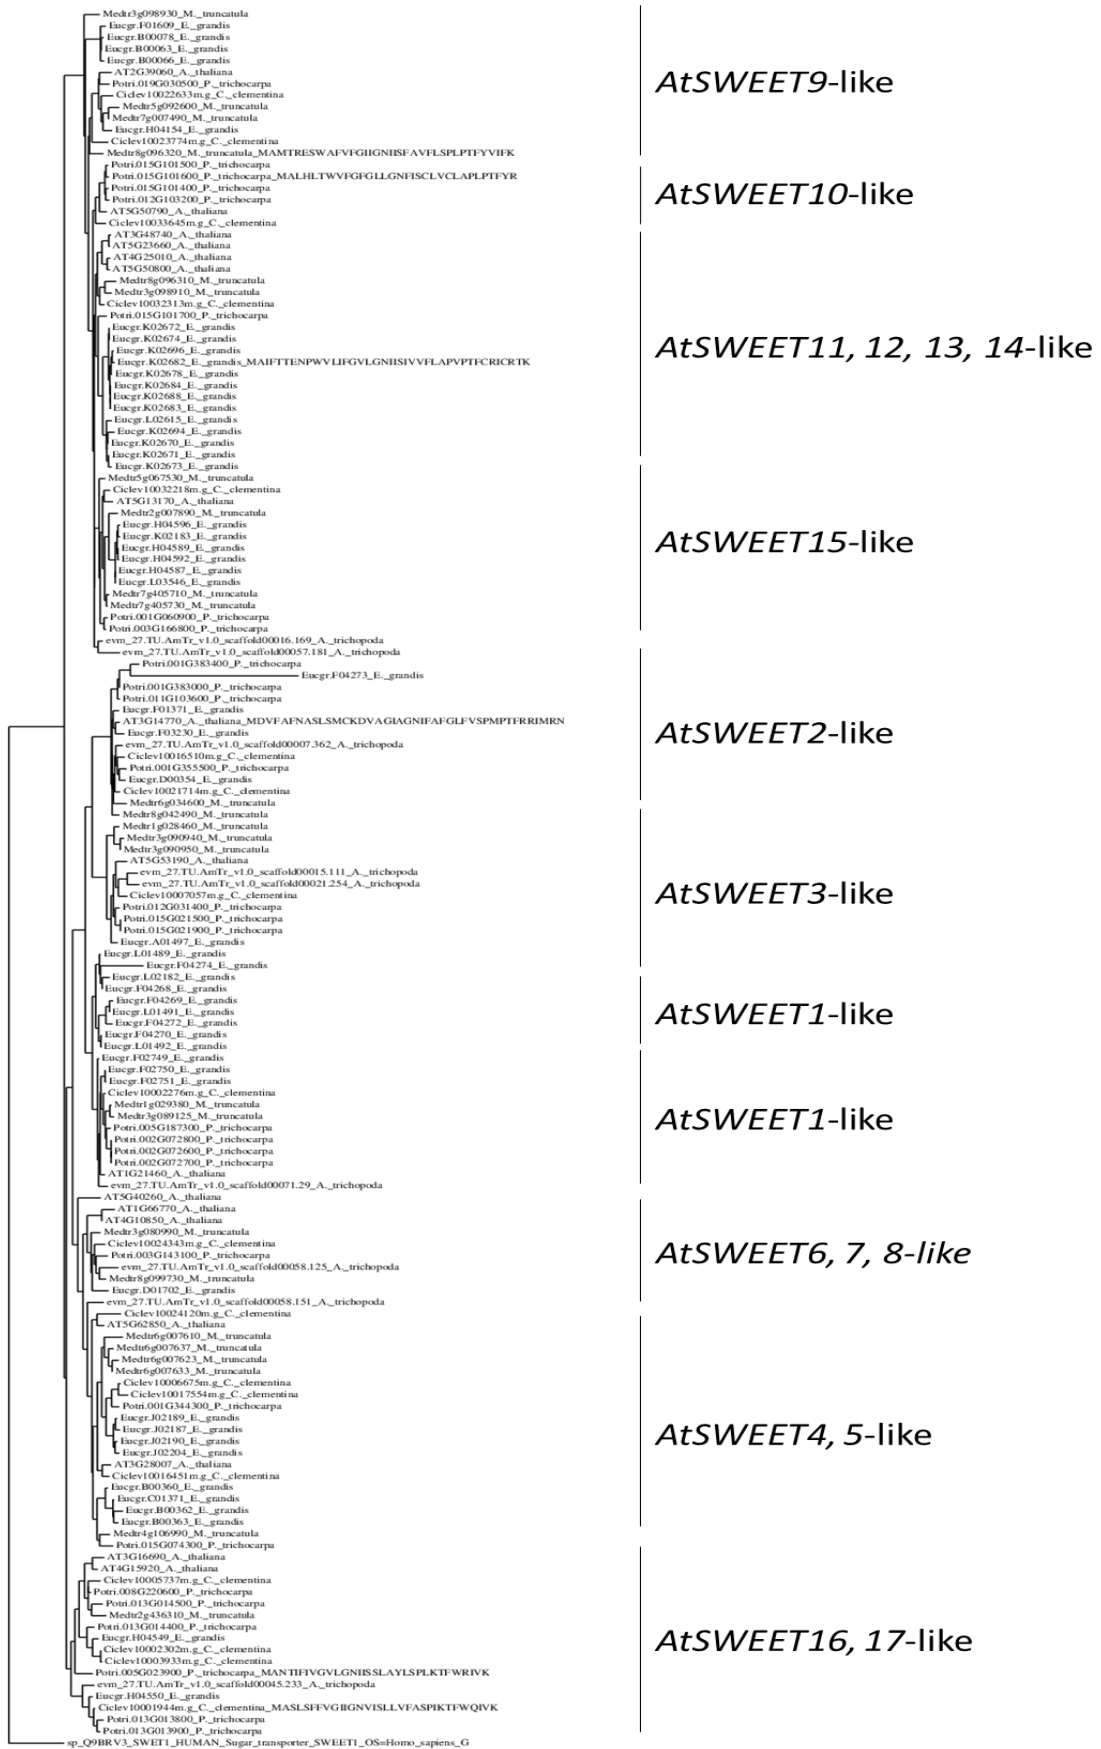 Medtr3g098930_M._truncatula
Eucgr.F01609_E._grandis
Eucgr.B00078_E._grandis
Eucgr.B00063_E._grandis
Eucgr.B00066_E._grandis
AT2G39060_A._thaliana
Potri.019G030500_P._trichocarpa
Ciclev10022633m.g_C._clementina
Medtr5g092600_M._truncatula
Medtr7g007490_M._truncatula
Eucgr.H04154_E._grandis
Ciclev10023774m.g_C._clementina
Medtr8g096320_M._truncatula_MAMTRESWAFVFGIIGNIISFAVFLSPLPTFYVIFK
AtSWEET9-like
Potri.015G101500_P._trichocarpa
Potri.015G101600_P._trichocarpa_MALHLTWVFGFGLLGNFISCLVCLAPLPTFYR
Potri.015G101400_P._trichocarpa
Potri.012G103200_P._trichocarpa
AT5G50790_A._thaliana
Ciclev10033645m.g_C._clementina
AtSWEET10-like
AT3G48740_A._thaliana
AT5G23660_A._thaliana
AT4G25010_A._thaliana
AT5G50800_A._thaliana
Medtr8g096310_M._truncatula
Medtr3g098910_M._truncatula
Ciclev10032313m.g_C._clementina
Potri.015G101700_P._trichocarpa
Eucgr.K02672_E._grandis
Eucgr.K02674_E._grandis
Eucgr.K02696_E._grandis
Eucgr.K02682_E._grandis_MAIFTTENPWVLIFGVLGNIISIVVFLAPVPTFCRICRTK
Eucgr.K02678_E._grandis
Eucgr.K02684_E._grandis
Eucgr.K02688_E._grandis
Eucgr.K02683_E._grandis
Eucgr.L02615_E._grandis
Eucgr.K02694_E._grandis
Eucgr.K02670_E._grandis
Eucgr.K02671_E._grandis
Eucgr.K02673_E._grandis
AtSWEET11, 12, 13, 14-like
Medtr5g067530_M._truncatula
Ciclev10032218m.g_C._clementina
AT5G13170_A._thaliana
Medtr2g007890_M._truncatula
Eucgr.H04596_E._grandis
Eucgr.K02183_E._grandis
Eucgr.H04589_E._grandis
Eucgr.H04592_E._grandis
Eucgr.H04587_E._grandis
Eucgr.L03546_E._grandis
Medtr7g405710_M._truncatula
Medtr7g405730_M._truncatula
Potri.001G060900_P._trichocarpa
Potri.003G166800_P._trichocarpa
AtSWEET15-like
evm_27.TU.AmTr_v1.0_scaffold00016.169_A._trichopoda
evm_27.TU.AmTr_v1.0_scaffold00057.181_A._trichopoda
Potri.001G383400_P._trichocarpa
Eucgr.F04273_E._grandis
Potri.001G383000_P._trichocarpa
Potri.011G103600_P._trichocarpa
Eucgr.F01371_E._grandis
AT3G14770_A._thaliana_MDVFAFNASLSMCKDVAGIAGNIFAFGLFVSPMPTFRRIMRN
Eucgr.F03230_E._grandis
evm_27.TU.AmTr_v1.0_scaffold00007.362_A._trichopoda
Ciclev10016510m.g_C._clementina
Potri.001G355500_P._trichocarpa
Eucgr.D00354_E._grandis
Ciclev10021714m.g_C._clementina
Medtr6g034600_M._truncatula
Medtr8g042490_M._truncatula
AtSWEET2-like
Medtr1g028460_M._truncatula
Medtr3g090940_M._truncatula
Medtr3g090950_M._truncatula
AT5G53190_A._thaliana
evm_27.TU.AmTr_v1.0_scaffold00015.111_A._trichopoda
evm_27.TU.AmTr_v1.0_scaffold00021.254_A._trichopoda
Ciclev10007057m.g_C._clementina
Potri.012G031400_P._trichocarpa
Potri.015G021500_P._trichocarpa
Potri.015G021900_P._trichocarpa
Eucgr.A01497_E._grandis
AtSWEET3-like
Eucgr.L01489_E._grandis
Eucgr.F04274_E._grandis
Eucgr.L02182_E._grandis
Eucgr.F04268_E._grandis
Eucgr.F04269_E._grandis
Eucgr.L01491_E._grandis
Eucgr.F04272_E._grandis
Eucgr.F04270_E._grandis
Eucgr.L01492_E._grandis
AtSWEET1-like
Eucgr.F02749_E._grandis
Eucgr.F02750_E._grandis
Eucgr.F02751_E._grandis
Ciclev10002276m.g_C._clementina
Medtr1g029380_M._truncatula
Medtr3g089125_M._truncatula
Potri.005G187300_P._trichocarpa
Potri.002G072800_P._trichocarpa
Potri.002G072600_P._trichocarpa
Potri.002G072700_P._trichocarpa
AT1G21460_A._thaliana
evm_27.TU.AmTr_v1.0_scaffold00071.29_A._trichopoda
AtSWEET1-like
AT5G40260_A._thaliana
AT1G66770_A._thaliana
AT4G10850_A._thaliana
Medtr3g080990_M._truncatula
Ciclev10024343m.g_C._clementina
Potri.003G143100_P._trichocarpa
evm_27.TU.AmTr_v1.0_scaffold00058.125_A._trichopoda
Medtr8g099730_M._truncatula
Eucgr.D01702_E._grandis
AtSWEET6, 7, 8-like
evm_27.TU.AmTr_v1.0_scaffold00058.151_A._trichopoda
Ciclev10024120m.g_C._clementina
AT5G62850_A._thaliana
Medtr6g007610_M._truncatula
Medtr6g007637_M._truncatula
Medtr6g007623_M._truncatula
Medtr6g007633_M._truncatula
Ciclev10006675m.g_C._clementina
Ciclev10017554m.g_C._clementina
Potri.001G344300_P._trichocarpa
Eucgr.J02189_E._grandis
Eucgr.J02187_E._grandis
Eucgr.J02190_E._grandis
Eucgr.J02204_E._grandis
AT3G28007_A._thaliana
Ciclev10016451m.g_C._clementina
Eucgr.B00360_E._grandis
Eucgr.C01371_E._grandis
Eucgr.B00362_E._grandis
Eucgr.B00363_E._grandis
Medtr4g106990_M._truncatula
Potri.015G074300_P._trichocarpa
AtSWEET4, 5-like
AT3G16690_A._thaliana
AT4G15920_A._thaliana
Ciclev10005737m.g_C._clementina
Potri.008G220600_P._trichocarpa
Potri.013G014500_P._trichocarpa
Medtr2g436310_M._truncatula
Potri.013G014400_P._trichocarpa
Eucgr.H04549_E._grandis
Ciclev10002302m.g_C._clementina
Ciclev10003933m.g_C._clementina
Potri.005G023900_P._trichocarpa_MANTIFIVGVLGNIISSLAYLSPLKTFWRIVK
evm_27.TU.AmTr_v1.0_scaffold00045.233_A._trichopoda
Eucgr.H04550_E._grandis
Ciclev10001944m.g_C._clementina_MASLSFFVGIIGNVISLLVFASPIKTFWQIVK
Potri.013G013800_P._trichocarpa
Potri.013G013900_P._trichocarpa
AtSWEET16, 17-like
sp_Q9BRV3_SWET1_HUMAN_Sugar_transporter_SWEET1_OS=Homo_sapiens_G